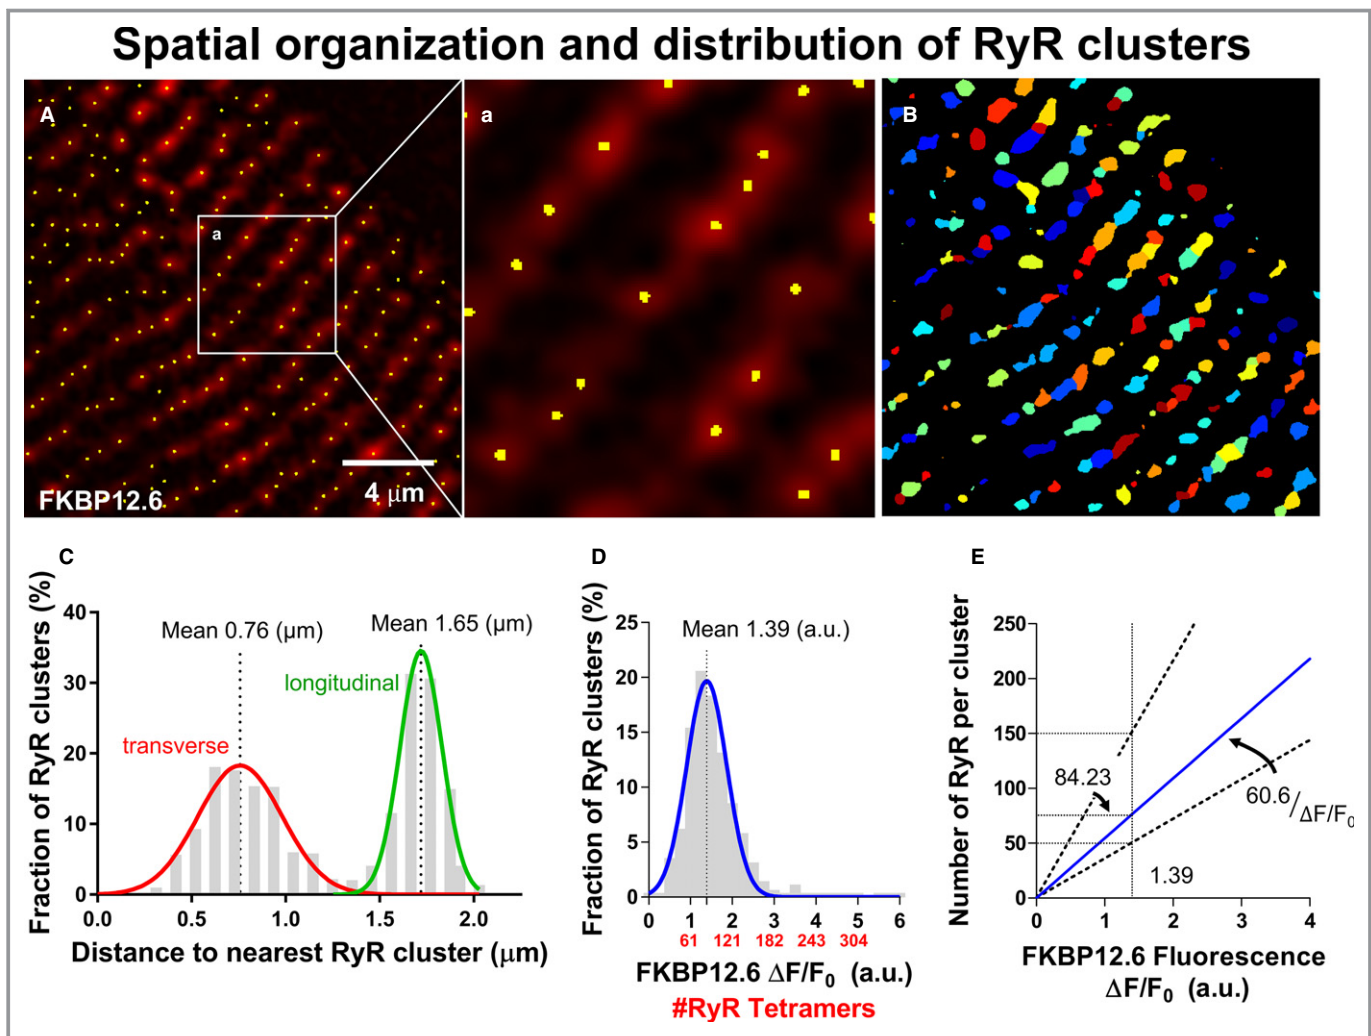 Spatial organization and distribution of RyR clusters
A
a
FKBP12.6
4 μm
a
B
C
Fraction of RyR clusters (%)
40
30
20
10
0
Mean 0.76 (μm)
Mean 1.65 (μm)
longitudinal
transverse
0.0 0.5 1.0 1.5 2.0
Distance to nearest RyR cluster (μm)
D
Fraction of RyR clusters (%)
25
20
15
10
5
0
Mean 1.39 (a.u.)
0 1 2 3 4 5 6
61 121 182 243 304
FKBP12.6 ΔF/F₀ (a.u.)
#RyR Tetramers
E
Number of RyR per cluster
250
200
150
100
50
0
84.23
60.6/ΔF/F₀
1.39
0 1 2 3 4
FKBP12.6 Fluorescence
ΔF/F₀ (a.u.)